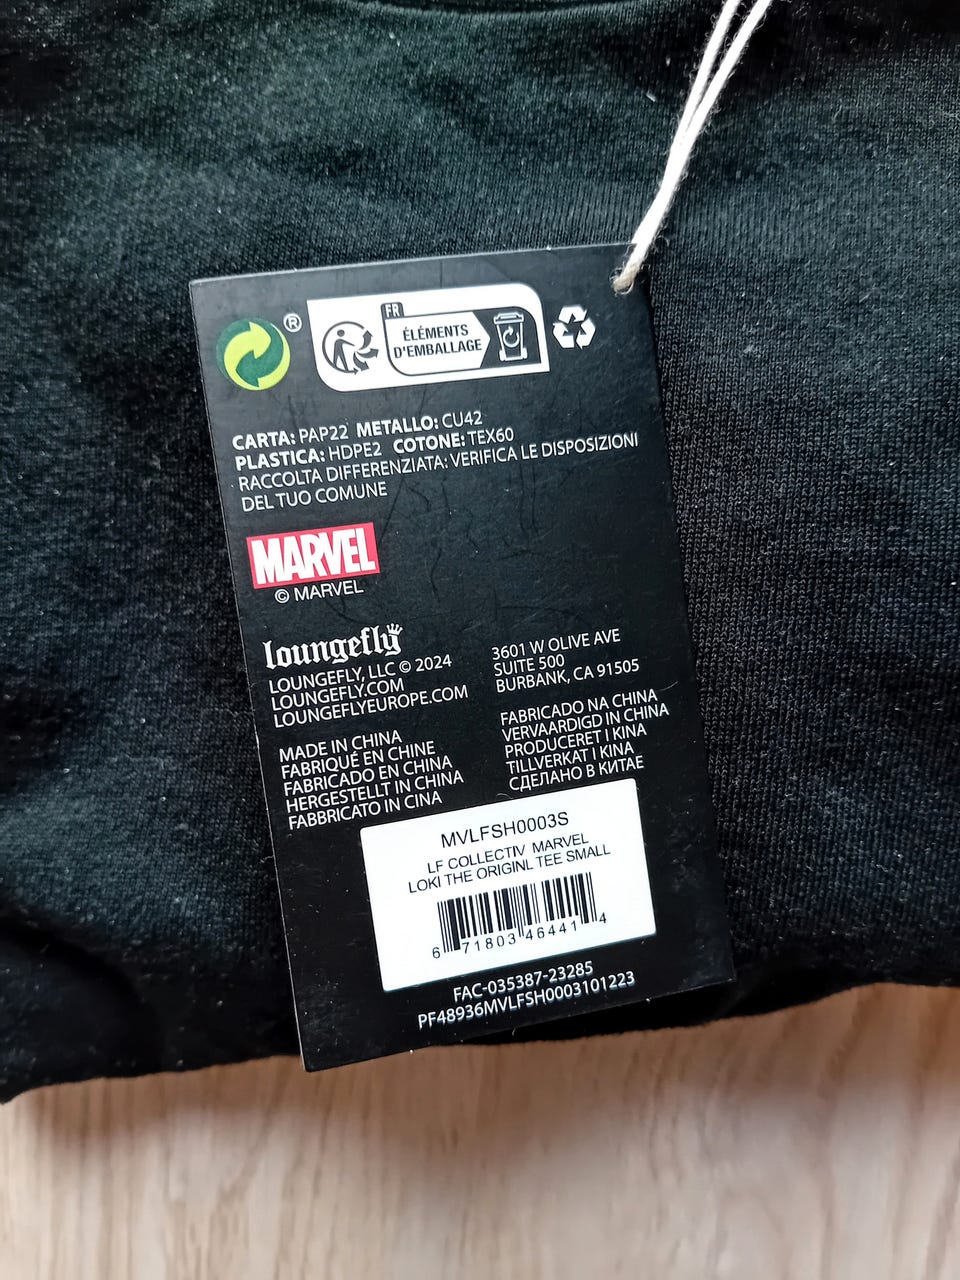 ®
FR
ÉLÉMENTS
D'EMBALLAGE
CARTA: PAP22 METALLO: CU42
PLASTICA: HDPE2 COTONE: TEX60
RACCOLTA DIFFERENZIATA: VERIFICA LE DISPOSIZIONI
DEL TUO COMUNE
MARVEL
© MARVEL
loungefly
LOUNGEFLY, LLC © 2024
LOUNGEFLY.COM
LOUNGEFLYEUROPE.COM
3601 W OLIVE AVE
SUITE 500
BURBANK, CA 91505
MADE IN CHINA
FABRIQUÉ EN CHINE
FABRICADO EN CHINA
HERGESTELLT IN CHINA
FABBRICATO IN CINA
FABRICADO NA CHINA
VERVAARDIGD IN CHINA
PRODUCERET I KINA
TILLVERKAT I KINA
СДЕЛАНО В КИТАЕ
MVLFSH0003S
LF COLLECTIV MARVEL
LOKI THE ORIGINL TEE SMALL
6 71803 46441 4
FAC-035387-23285
PF48936MVLFSH0003101223